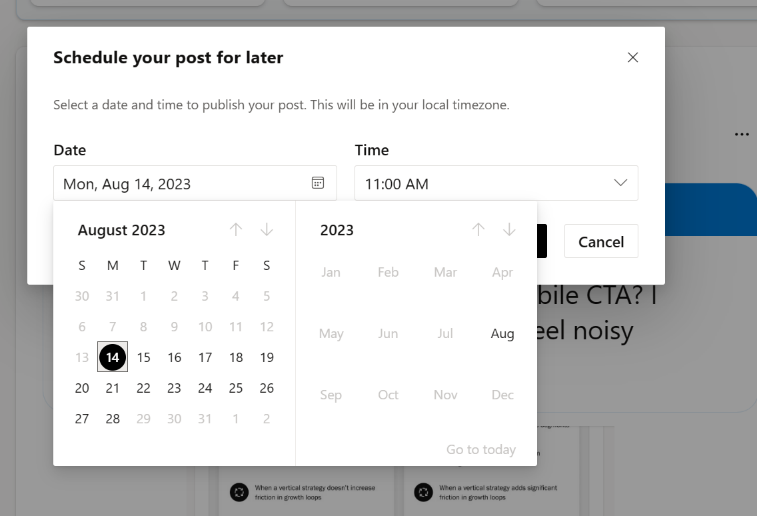 Schedule your post for later
Select a date and time to publish your post. This will be in your local timezone.
Date
Time
Mon, Aug 14, 2023
11:00 AM
Cancel
August 2023
S M T W T F S
30 31 1 2 3 4 5
6 7 8 9 10 11 12
13 14 15 16 17 18 19
20 21 22 23 24 25 26
27 28 29 30 31 1 2
2023
Jan Feb Mar Apr
May Jun Jul Aug
Sep Oct Nov Dec
Go to today
bile CTA? I
eel noisy
When a vertical strategy doesn't increase
friction in growth loops
When a vertical strategy adds significant
friction in growth loops